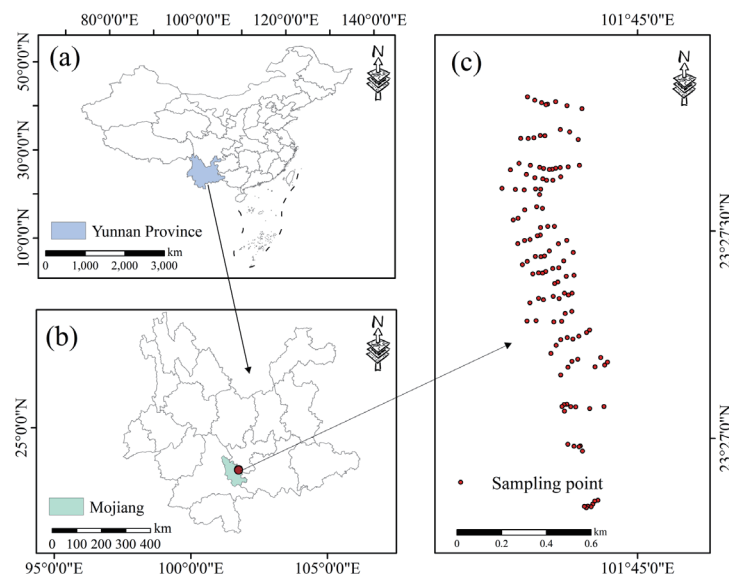 80°0'0"E 100°0'0"E 120°0'0"E 140°0'0"E
101°45'0"E
(a)
N
50°0'0"N
30°0'0"N
10°0'0"N
Yunnan Province
km
0 1,000 2,000 3,000
(b)
N
25°0'0"N
Mojiang
km
0 100 200 300 400
95°0'0"E 100°0'0"E 105°0'0"E
(c)
N
23°27'30"N
23°27'0"N
Sampling point
km
0 0.2 0.4 0.6
101°45'0"E